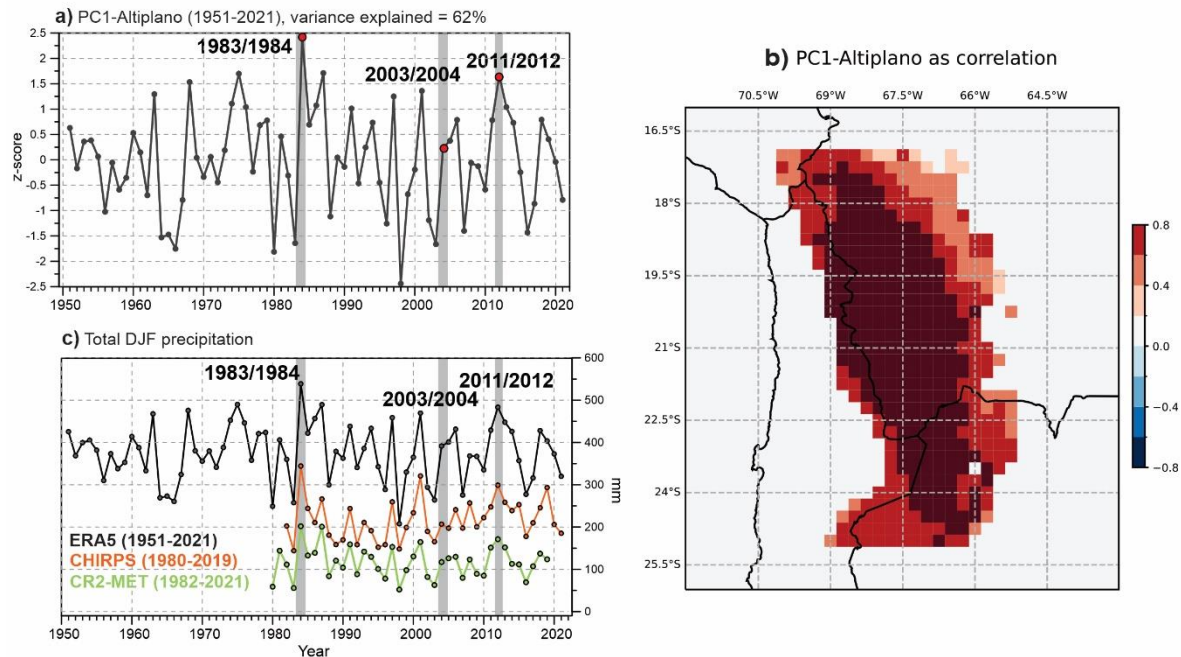 a) PC1-Altiplano (1951-2021), variance explained = 62%
2.5
2
1.5
1
0.5
0
-0.5
-1
-1.5
-2
-2.5
z-score
1983/1984
2003/2004
2011/2012
1950
1960
1970
1980
1990
2000
2010
2020
b) PC1-Altiplano as correlation
70.5°W
69°W
67.5°W
66°W
64.5°W
16.5°S
18°S
19.5°S
21°S
22.5°S
24°S
25.5°S
0.8
0.4
0.0
−0.4
−0.8
c) Total DJF precipitation
1983/1984
2003/2004
2011/2012
600
500
400
300
200
100
0
mm
ERA5 (1951-2021)
CHIRPS (1980-2019)
CR2-MET (1982-2021)
1950
1960
1970
1980
1990
2000
2010
2020
Year